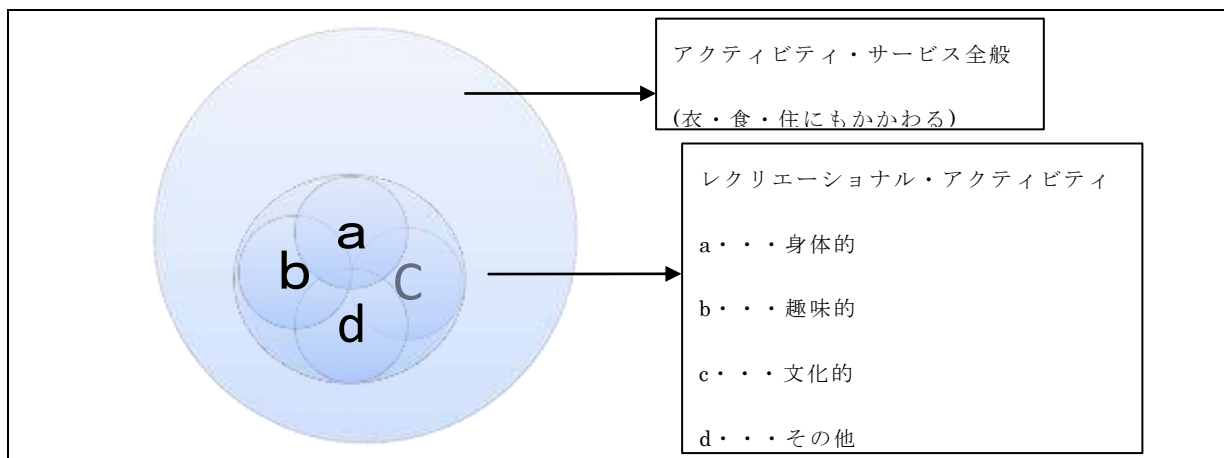 アクティビティ・サービス全般
(衣・食・住にもかかわる)
レクリエーショナル・アクティビティ
a・・・身体的
b・・・趣味的
c・・・文化的
d・・・その他
a
b
C
d